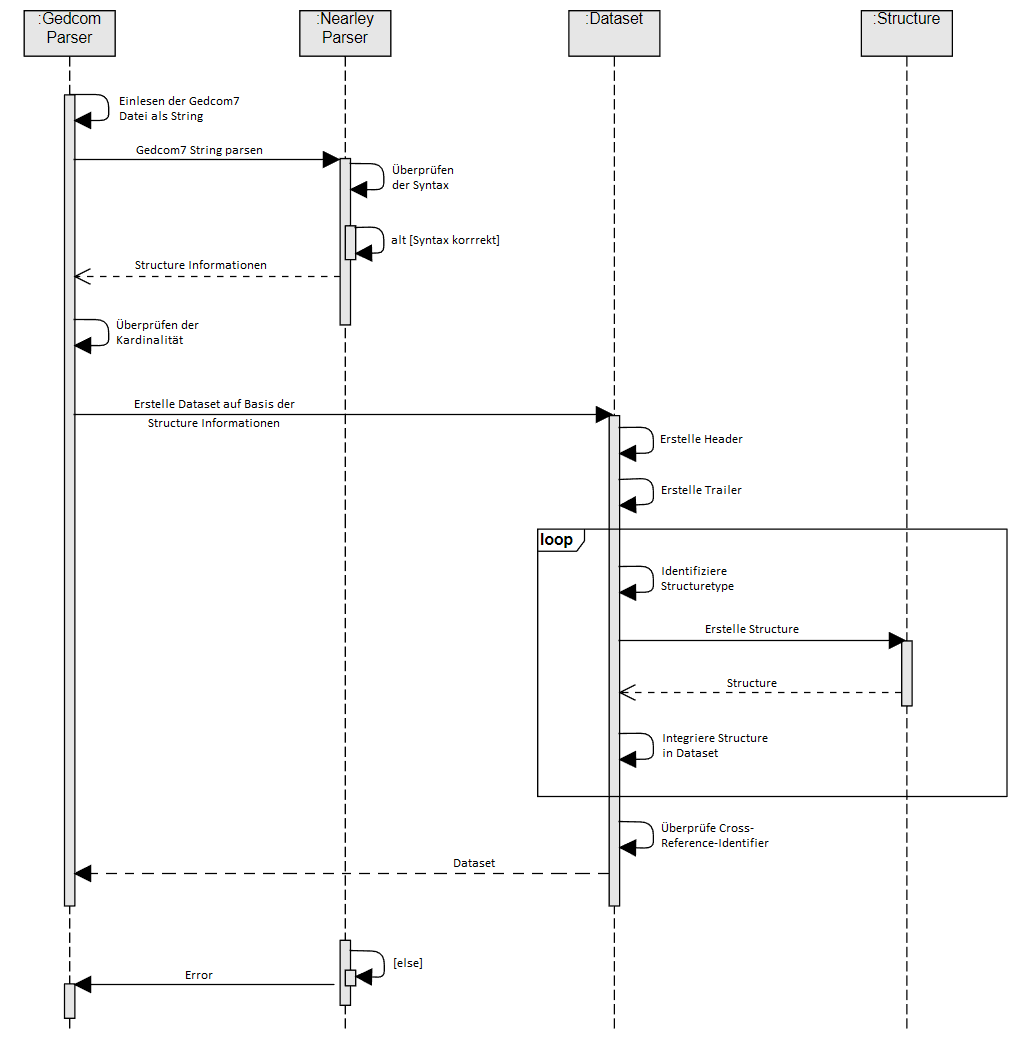 :Gedcom
Parser
:Nearley
Parser
:Dataset
:Structure
Einlesen der Gedcom7
Datei als String
Gedcom7 String parsen
Überprüfen
der Syntax
alt [Syntax korrrekt]
Structure Informationen
Überprüfen der
Kardinalität
Erstelle Dataset auf Basis der
Structure Informationen
Erstelle Header
Erstelle Trailer
loop
Identifiziere
Structuretype
Erstelle Structure
Structure
Integriere Structure
in Dataset
Überprüfe Cross-
Reference-Identifier
Dataset
[else]
Error